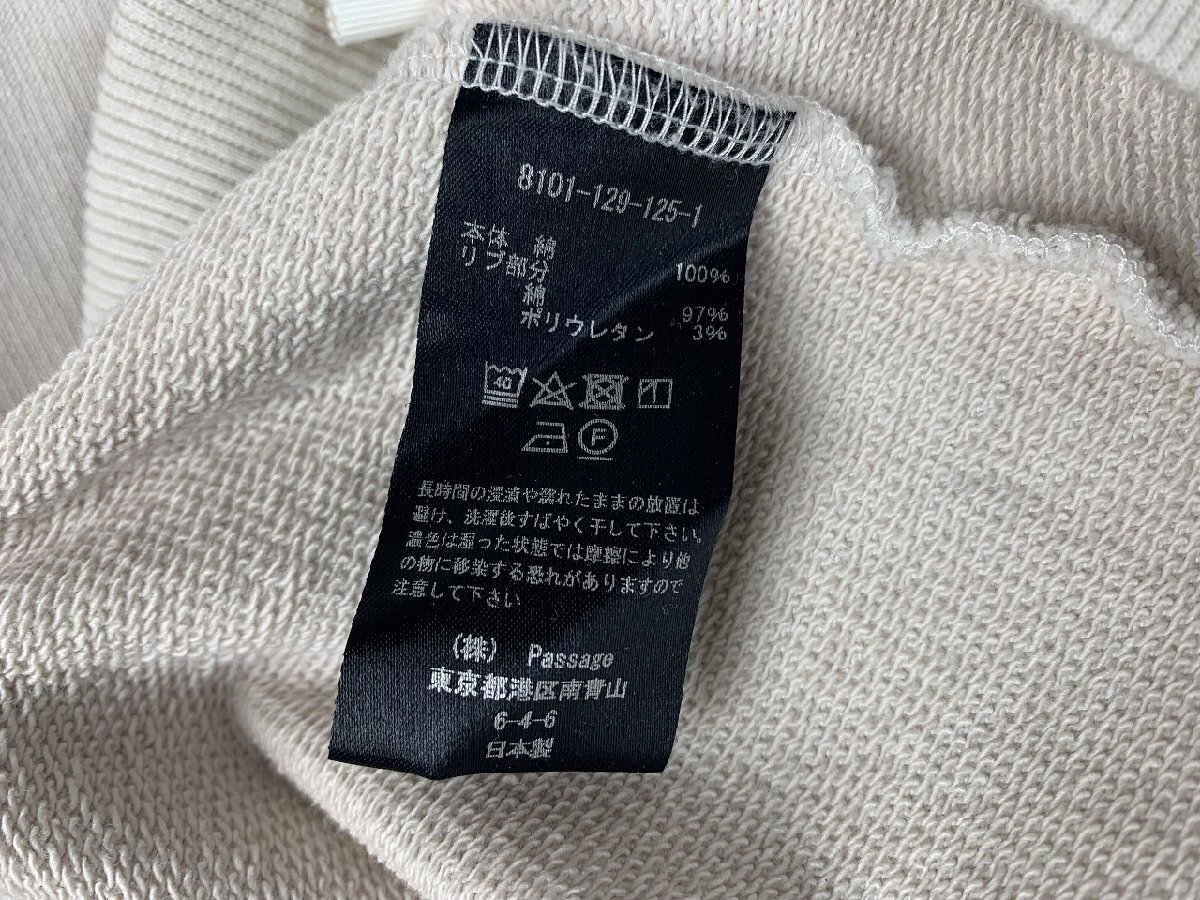 8101-129-125-1
本体 綿 100%
リブ部分
綿 97%
ポリウレタン 3%
40
F
長時間の浸漬や濡れたままの放置は
避け、洗濯後すばやく干して下さい。
濃色は湿った状態では摩擦により他
の物に移染する恐れがありますので
注意して下さい
(株) Passage
東京都港区南青山
6-4-6
日本製